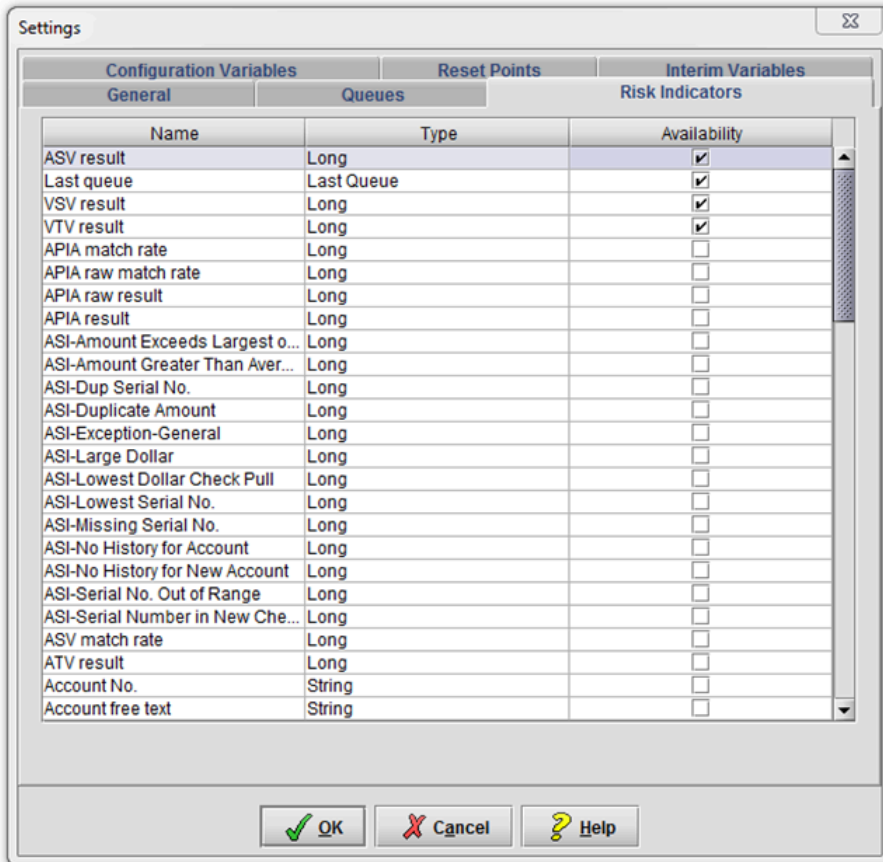 Settings
Configuration Variables Reset Points Interim Variables
General Queues Risk Indicators
Name Type Availability
ASV result Long
Last queue Last Queue
VSV result Long
VTV result Long
APIA match rate Long
APIA raw match rate Long
APIA raw result Long
APIA result Long
ASI-Amount Exceeds Largest o... Long
ASI-Amount Greater Than Aver... Long
ASI-Dup Serial No. Long
ASI-Duplicate Amount Long
ASI-Exception-General Long
ASI-Large Dollar Long
ASI-Lowest Dollar Check Pull Long
ASI-Lowest Serial No. Long
ASI-Missing Serial No. Long
ASI-No History for Account Long
ASI-No History for New Account Long
ASI-Serial No. Out of Range Long
ASI-Serial Number in New Che... Long
ASV match rate Long
ATV result Long
Account No. String
Account free text String
OK Cancel Help